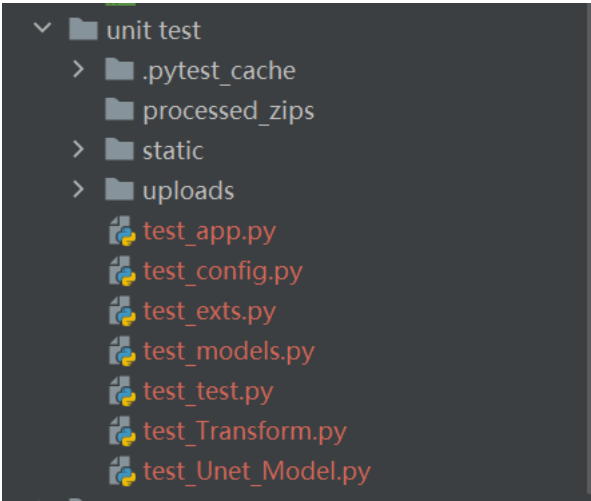 unit test
.pytest_cache
processed_zips
static
uploads
test_app.py
test_config.py
test_exts.py
test_models.py
test_test.py
test_Transform.py
test_Unet_Model.py